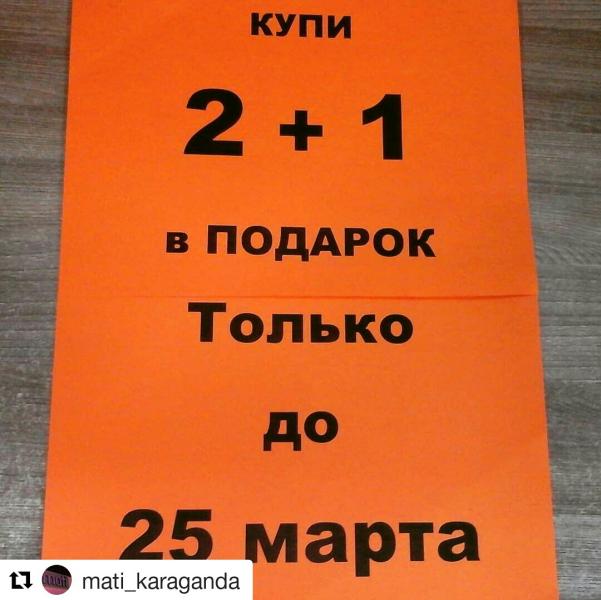 КУПИ
2 + 1
в ПОДАРОК
Только
до
25 марта
mati_karaganda